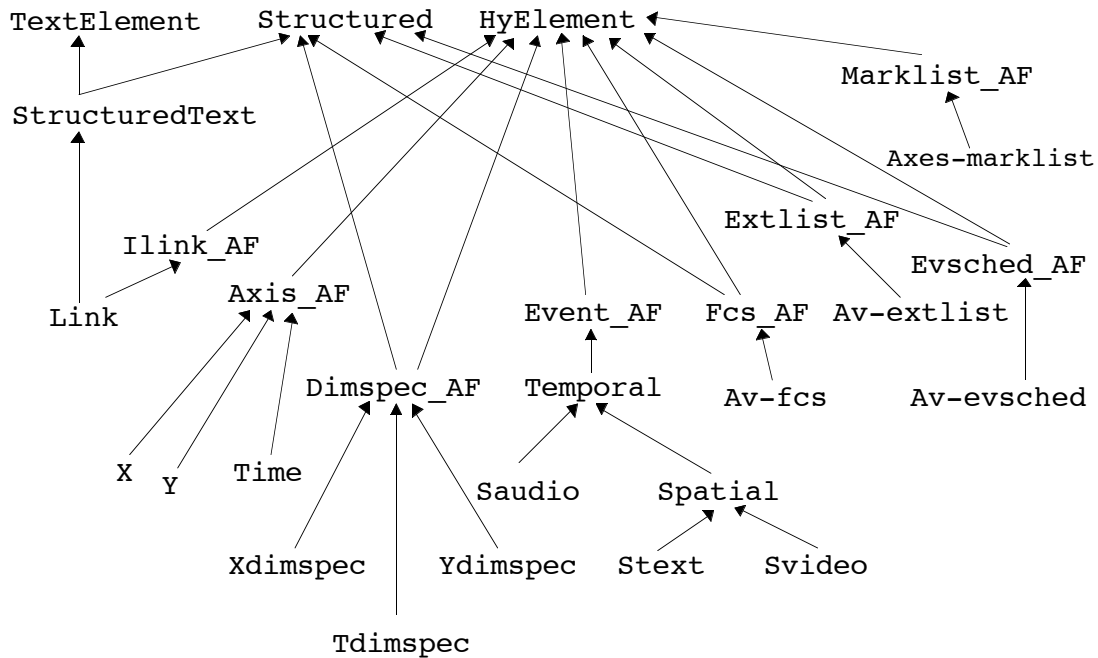 TextElement
Structured
HyElement
Marklist_AF
StructuredText
Axes-marklist
Extlist_AF
Ilink_AF
Evsched_AF
Axis_AF
Link
Event_AF
Fcs_AF
Av-extlist
Dimspec_AF
Temporal
Av-fcs
Av-evsched
X
Y
Time
Saudio
Spatial
Xdimspec
Ydimspec
Stext
Svideo
Tdimspec